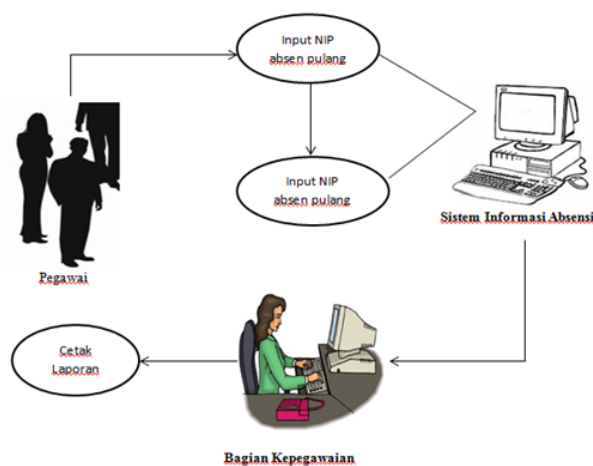 Input NIP
absen pulang
Input NIP
absen pulang
Sistem Informasi Absensi
Pegawai
Cetak
Laporan
Bagian Kepegawaian